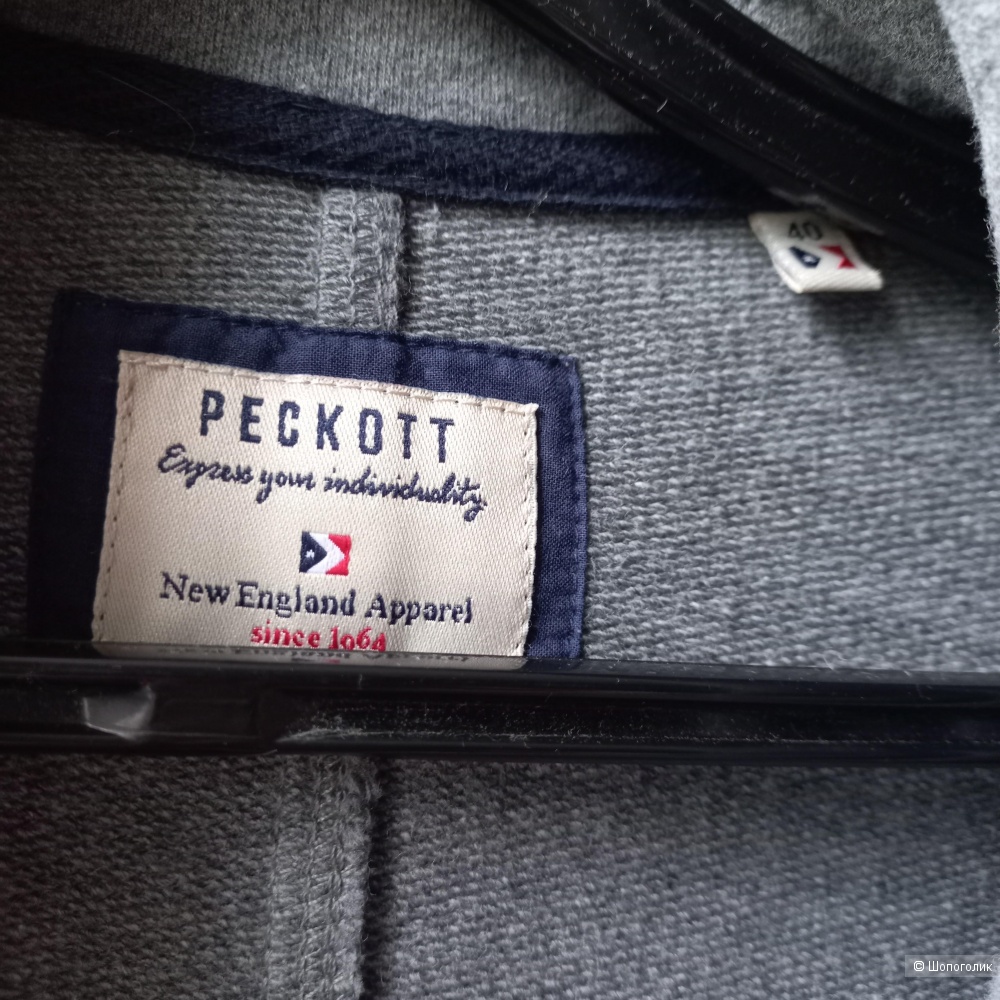 40
PECKOTT
Express your individuality.
New England Apparel
since 1964
© Шопоголик